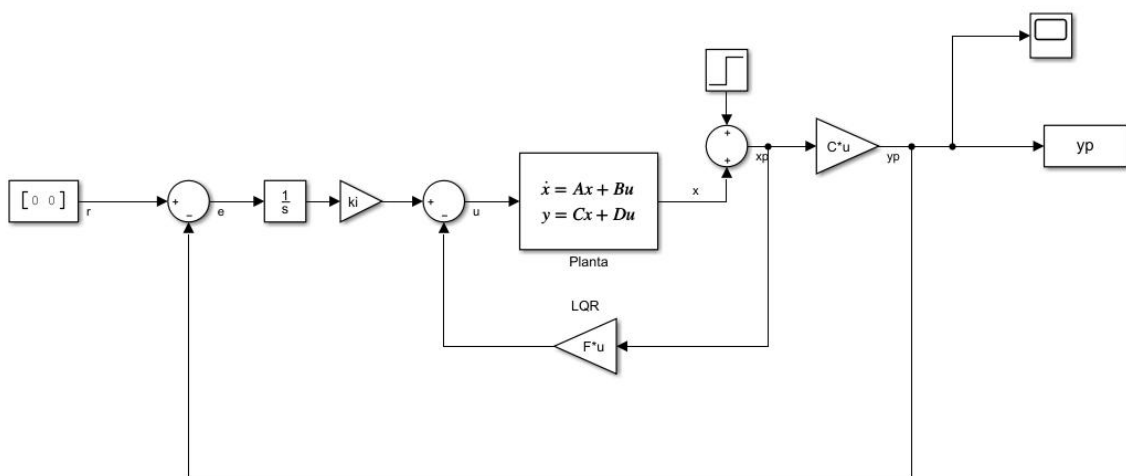 [0 0]
r
+
−
e
1
s
ki
+
−
u
ẋ = Ax + Bu
y = Cx + Du
Planta
x
+
+
xp
C*u
yp
yp
LQR
F*u